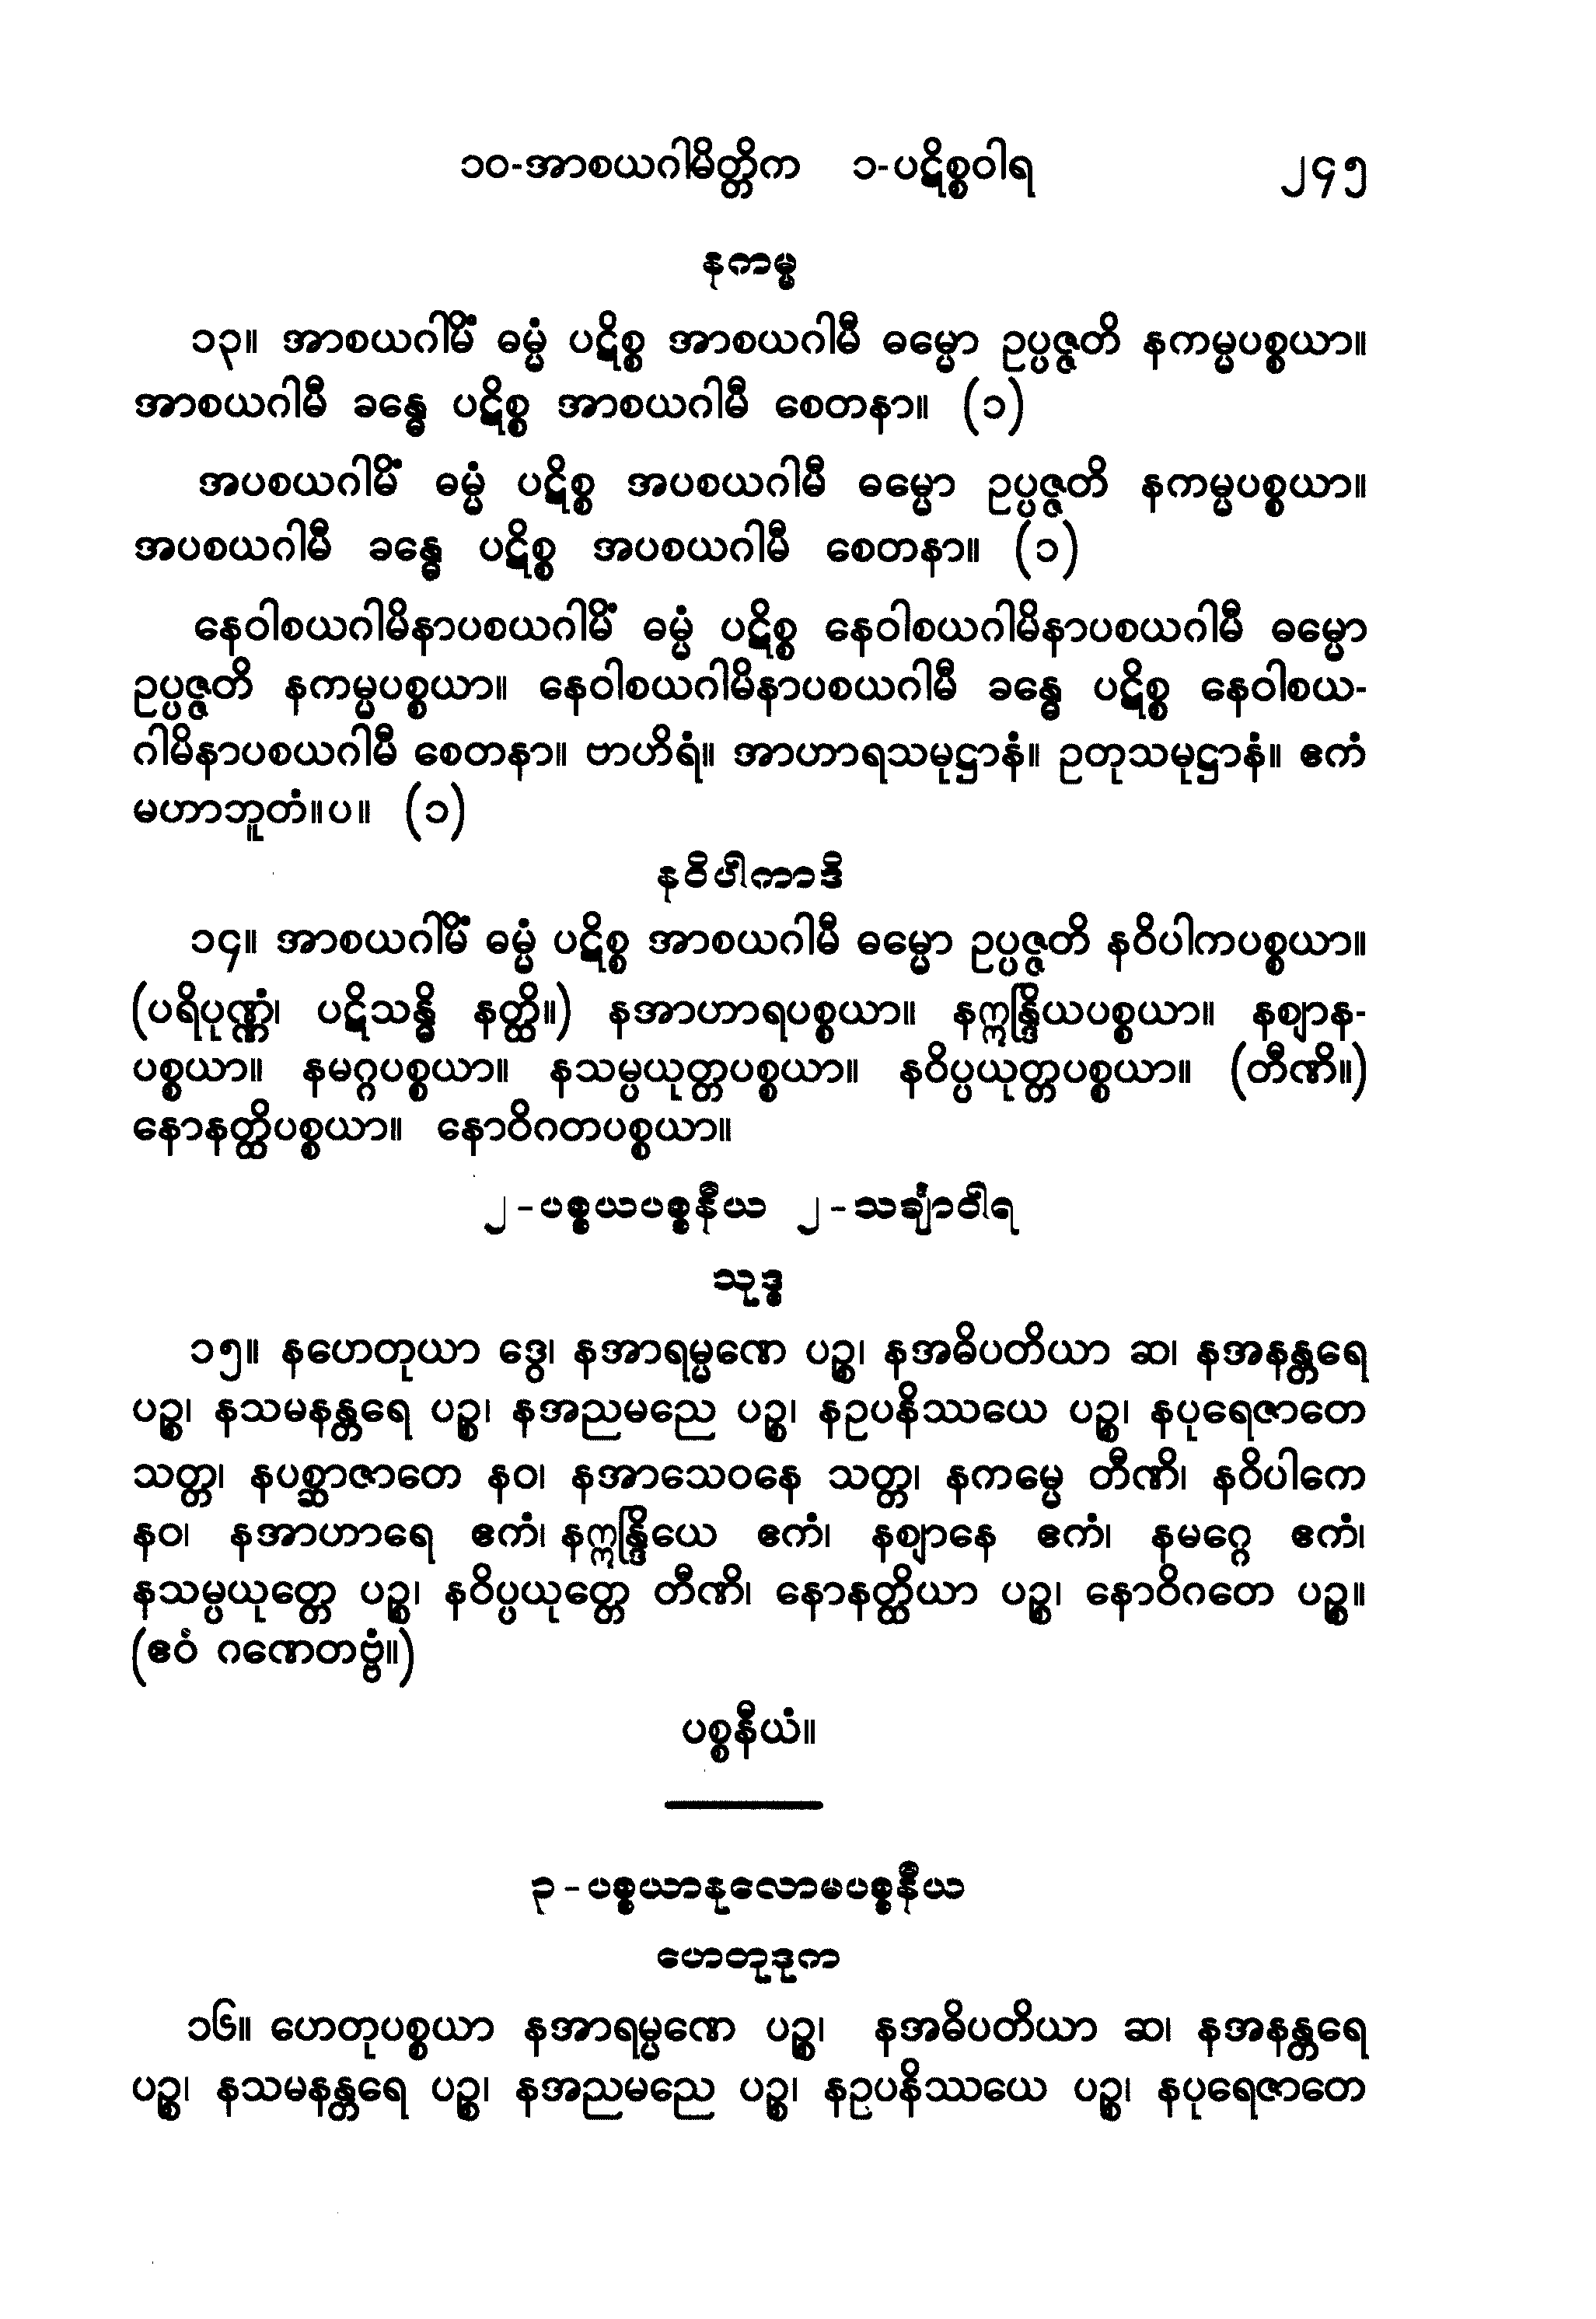 ၁၀-အာစယဂါမိတ္တိက ၁-ပဋိစ္စဝါရ ၂၄၅
နကမ္မ
၁၃။ အာစယဂါမိံ ဓမ္မံ ပဋိစ္စ အာစယဂါမီ ဓမ္မော ဥပ္ပဇ္ဇတိ နကမ္မပစ္စယာ။
အာစယဂါမီ ခန္ဓေ ပဋိစ္စ အာစယဂါမီ စေတနာ။ (၁)
အပစယဂါမိံ ဓမ္မံ ပဋိစ္စ အပစယဂါမီ ဓမ္မော ဥပ္ပဇ္ဇတိ နကမ္မပစ္စယာ။
အပစယဂါမီ ခန္ဓေ ပဋိစ္စ အပစယဂါမီ စေတနာ။ (၁)
နေဝါစယဂါမိနာပစယဂါမိံ ဓမ္မံ ပဋိစ္စ နေဝါစယဂါမိနာပစယဂါမီ ဓမ္မော
ဥပ္ပဇ္ဇတိ နကမ္မပစ္စယာ။ နေဝါစယဂါမိနာပစယဂါမီ ခန္ဓေ ပဋိစ္စ နေဝါစယ-
ဂါမိနာပစယဂါမီ စေတနာ။ ဗာဟိရံ။ အာဟာရသမုဋ္ဌာနံ။ ဥတုသမုဋ္ဌာနံ။ ဧကံ
မဟာဘူတံ။ပ။ (၁)
နဝိပါကာဒိ
၁၄။ အာစယဂါမိံ ဓမ္မံ ပဋိစ္စ အာစယဂါမီ ဓမ္မော ဥပ္ပဇ္ဇတိ နဝိပါကပစ္စယာ။
(ပရိပုဏ္ဏံ၊ ပဋိသန္ဓိ နတ္ထိ။) နအာဟာရပစ္စယာ။ နဣန္ဒြိယပစ္စယာ။ နဈာန-
ပစ္စယာ။ နမဂ္ဂပစ္စယာ။ နသမ္ပယုတ္တပစ္စယာ။ နဝိပ္ပယုတ္တပစ္စယာ။ (တီဏိ။)
နောနတ္ထိပစ္စယာ။ နောဝိဂတပစ္စယာ။
၂-ပစ္စယပစ္စနီယ ၂-သင်္ချာဝါရ
သုဒ္ဓ
၁၅။ နဟေတုယာ ဒွေ၊ နအာရမ္မဏေ ပဉ္စ၊ နအဓိပတိယာ ဆ၊ နအနန္တရေ
ပဉ္စ၊ နသမနန္တရေ ပဉ္စ၊ နအညမညေ ပဉ္စ၊ နဥပနိဿယေ ပဉ္စ၊ နပုရေဇာတေ
သတ္တ၊ နပစ္ဆာဇာတေ နဝ၊ နအာသေဝနေ သတ္တ၊ နကမ္မေ တီဏိ၊ နဝိပါကေ
နဝ၊ နအာဟာရေ ဧကံ၊ နဣန္ဒြိယေ ဧကံ၊ နဈာနေ ဧကံ၊ နမဂ္ဂေ ဧကံ၊
နသမ္ပယုတ္တေ ပဉ္စ၊ နဝိပ္ပယုတ္တေ တီဏိ၊ နောနတ္ထိယာ ပဉ္စ၊ နောဝိဂတေ ပဉ္စ။
(ဧဝံ ဂဏေတဗ္ဗံ။)
ပစ္စနီယံ။
၃-ပစ္စယာနုလောမပစ္စနီယ
ဟေတုဒုက
၁၆။ ဟေတုပစ္စယာ နအာရမ္မဏေ ပဉ္စ၊ နအဓိပတိယာ ဆ၊ နအနန္တရေ
ပဉ္စ၊ နသမနန္တရေ ပဉ္စ၊ နအညမညေ ပဉ္စ၊ နဥပနိဿယေ ပဉ္စ၊ နပုရေဇာတေ